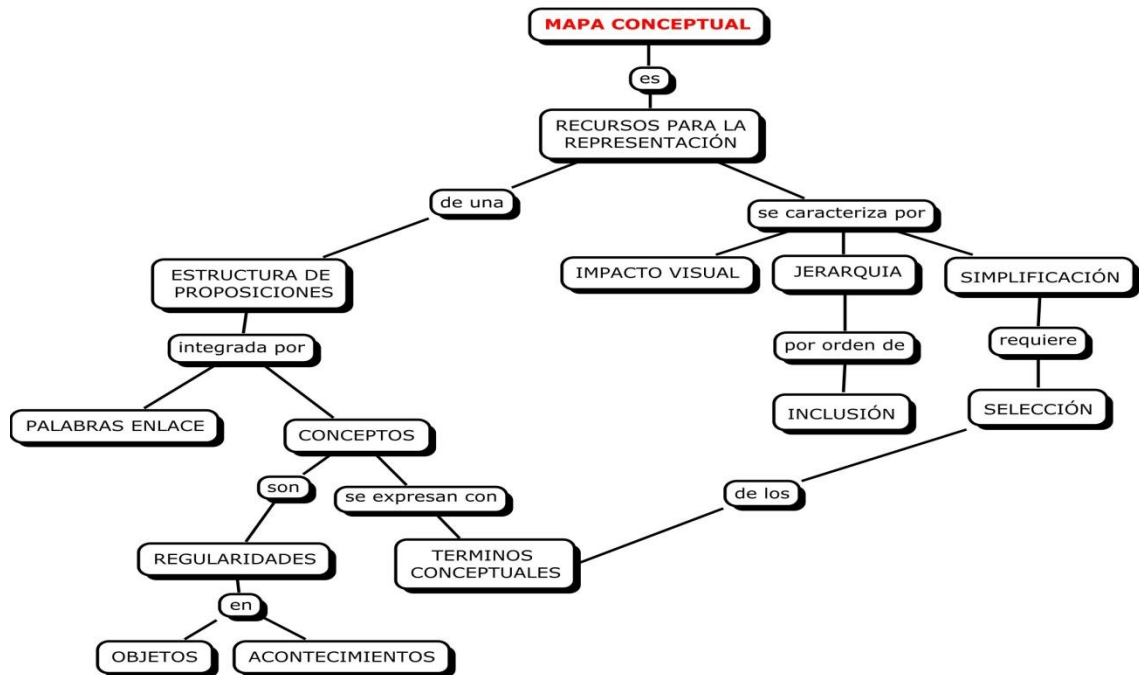 MAPA CONCEPTUAL
es
RECURSOS PARA LA
REPRESENTACIÓN
de una
se caracteriza por
ESTRUCTURA DE
PROPOSICIONES
IMPACTO VISUAL
JERARQUIA
SIMPLIFICACIÓN
integrada por
por orden de
requiere
PALABRAS ENLACE
CONCEPTOS
INCLUSIÓN
SELECCIÓN
son
se expresan con
de los
REGULARIDADES
TERMINOS
CONCEPTUALES
en
OBJETOS
ACONTECIMIENTOS